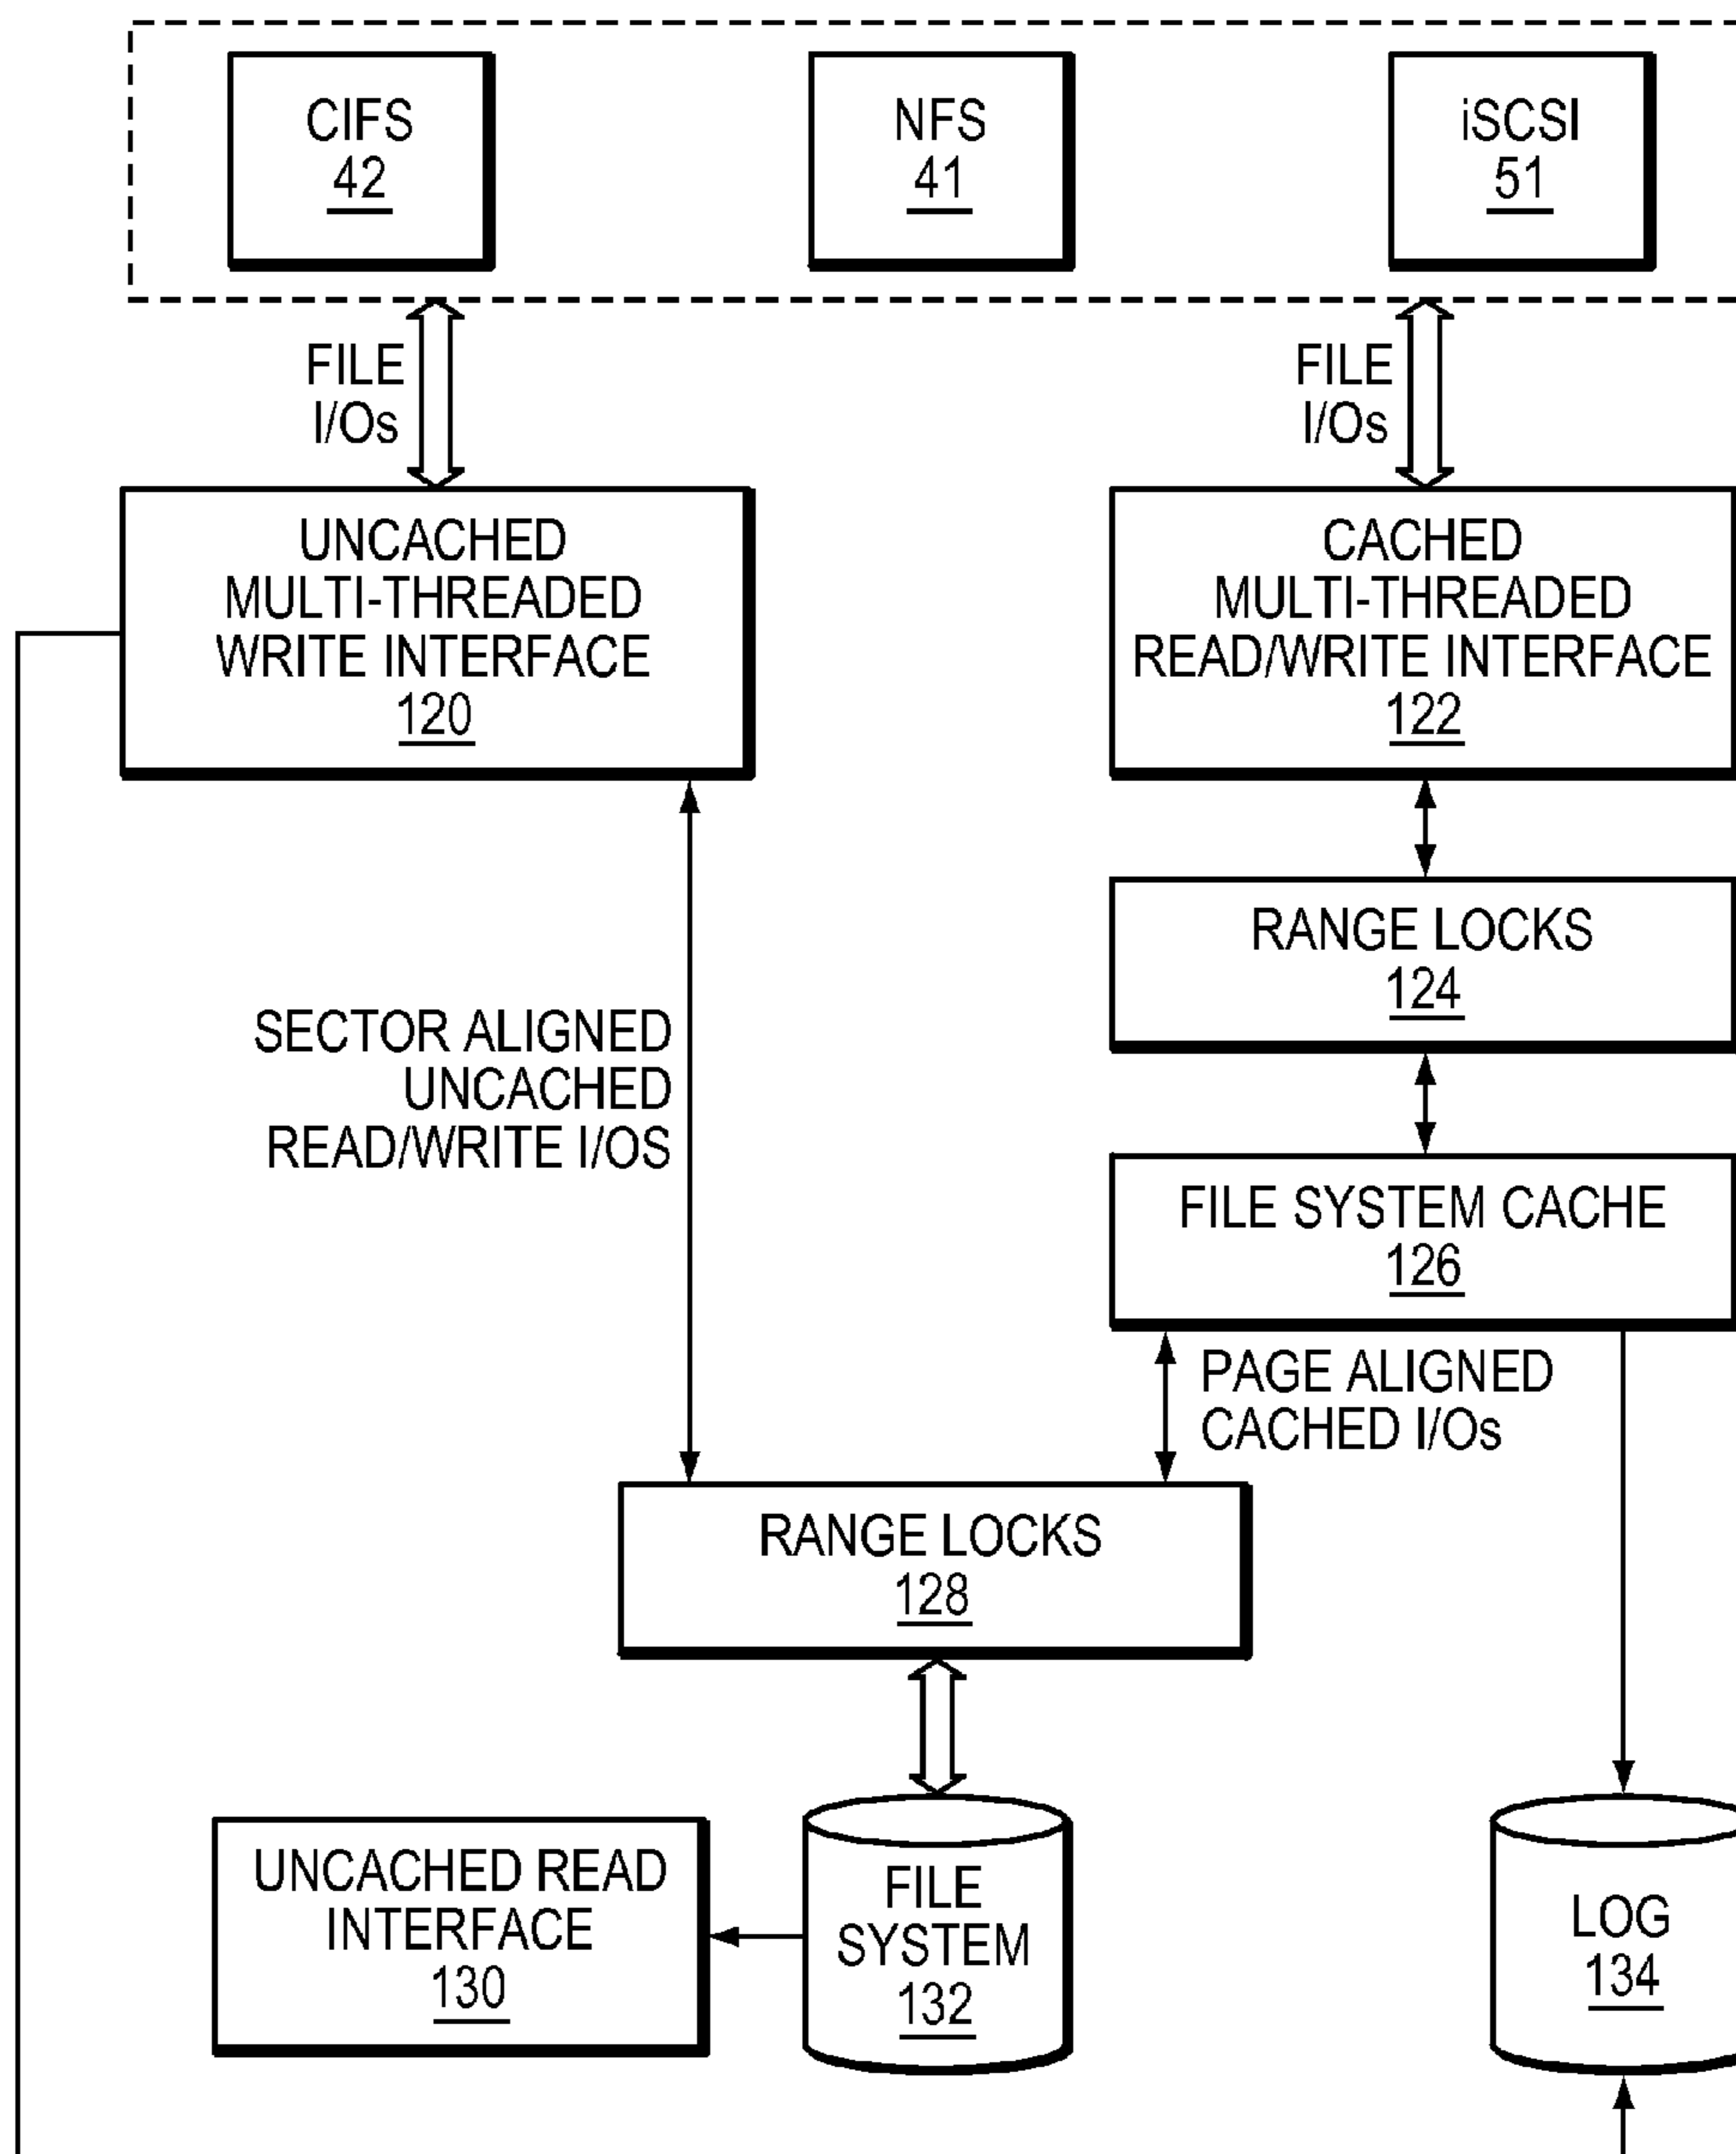 CIFS
42
NFS
41
iSCSI
51
FILE
I/Os
FILE
I/Os
UNCACHED
MULTI-THREADED
WRITE INTERFACE
120
CACHED
MULTI-THREADED
READ/WRITE INTERFACE
122
RANGE LOCKS
124
SECTOR ALIGNED
UNCACHED
READ/WRITE I/OS
FILE SYSTEM CACHE
126
PAGE ALIGNED
CACHED I/Os
RANGE LOCKS
128
UNCACHED READ
INTERFACE
130
FILE
SYSTEM
132
LOG
134